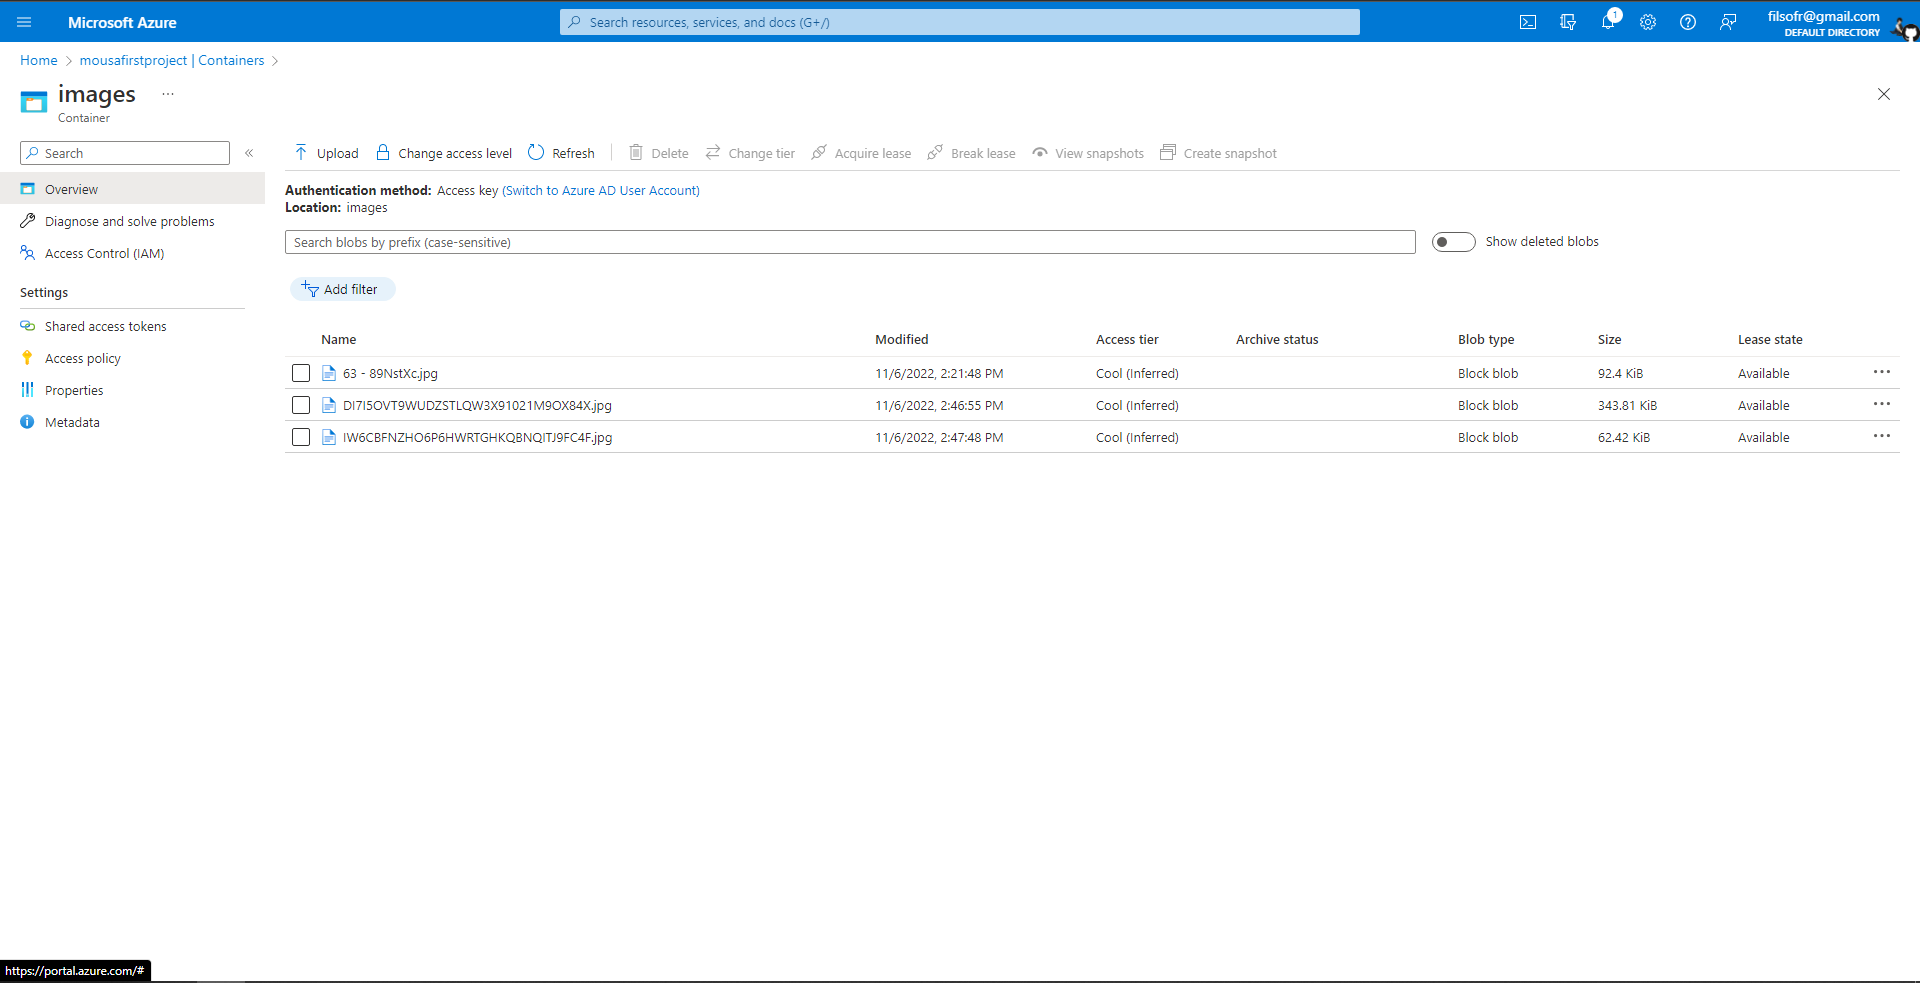 Microsoft Azure
Search resources, services, and docs (G+/)
1
filsofr@gmail.com
DEFAULT DIRECTORY
Home > mousafirstproject | Containers >
images ...
Container
Search «
Upload Change access level Refresh Delete Change tier Acquire lease Break lease View snapshots Create snapshot
Overview
Diagnose and solve problems
Access Control (IAM)
Settings
Shared access tokens
Access policy
Properties
Metadata
Authentication method: Access key (Switch to Azure AD User Account)
Location: images
Search blobs by prefix (case-sensitive)
Show deleted blobs
Add filter
Name Modified Access tier Archive status Blob type Size Lease state
63 - 89NstXc.jpg 11/6/2022, 2:21:48 PM Cool (Inferred) Block blob 92.4 KiB Available ...
DI7I5OVT9WUDZSTLQW3X91021M9OX84X.jpg 11/6/2022, 2:46:55 PM Cool (Inferred) Block blob 343.81 KiB Available ...
IW6CBFNZHO6P6HWRTGHKQBNQITJ9FC4F.jpg 11/6/2022, 2:47:48 PM Cool (Inferred) Block blob 62.42 KiB Available ...
https://portal.azure.com/#